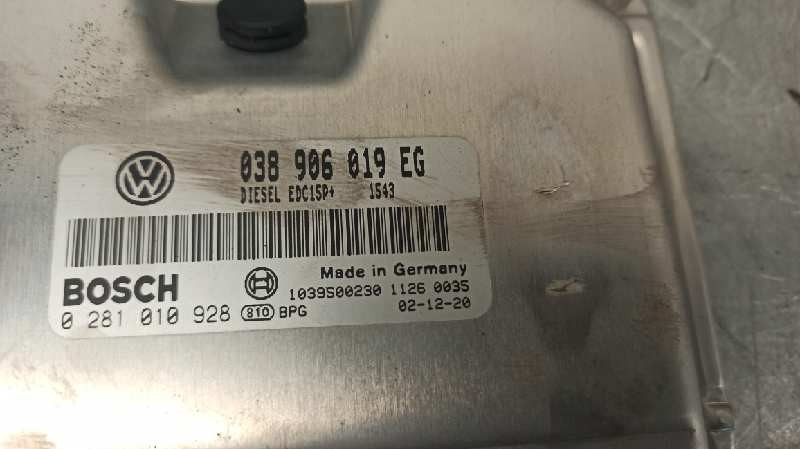 038 906 019 EG
DIESEL EDC15P+ 1543
Made in Germany
BOSCH 1039S00230 1126 0035
0 281 010 928 810 BPG 02-12-20